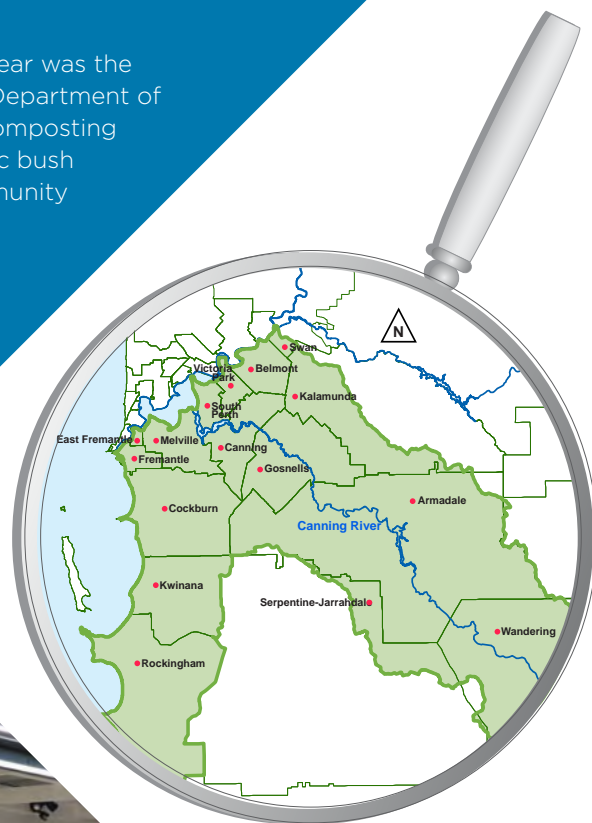 ear was the
Department of
omposting
c bush
munity
N
Swan
Victoria
Park
Belmont
Kalamunda
South
Perth
East Fremantle
Melville
Canning
Fremantle
Gosnells
Armadale
Cockburn
Canning River
Kwinana
Serpentine-Jarrahdale
Wandering
Rockingham